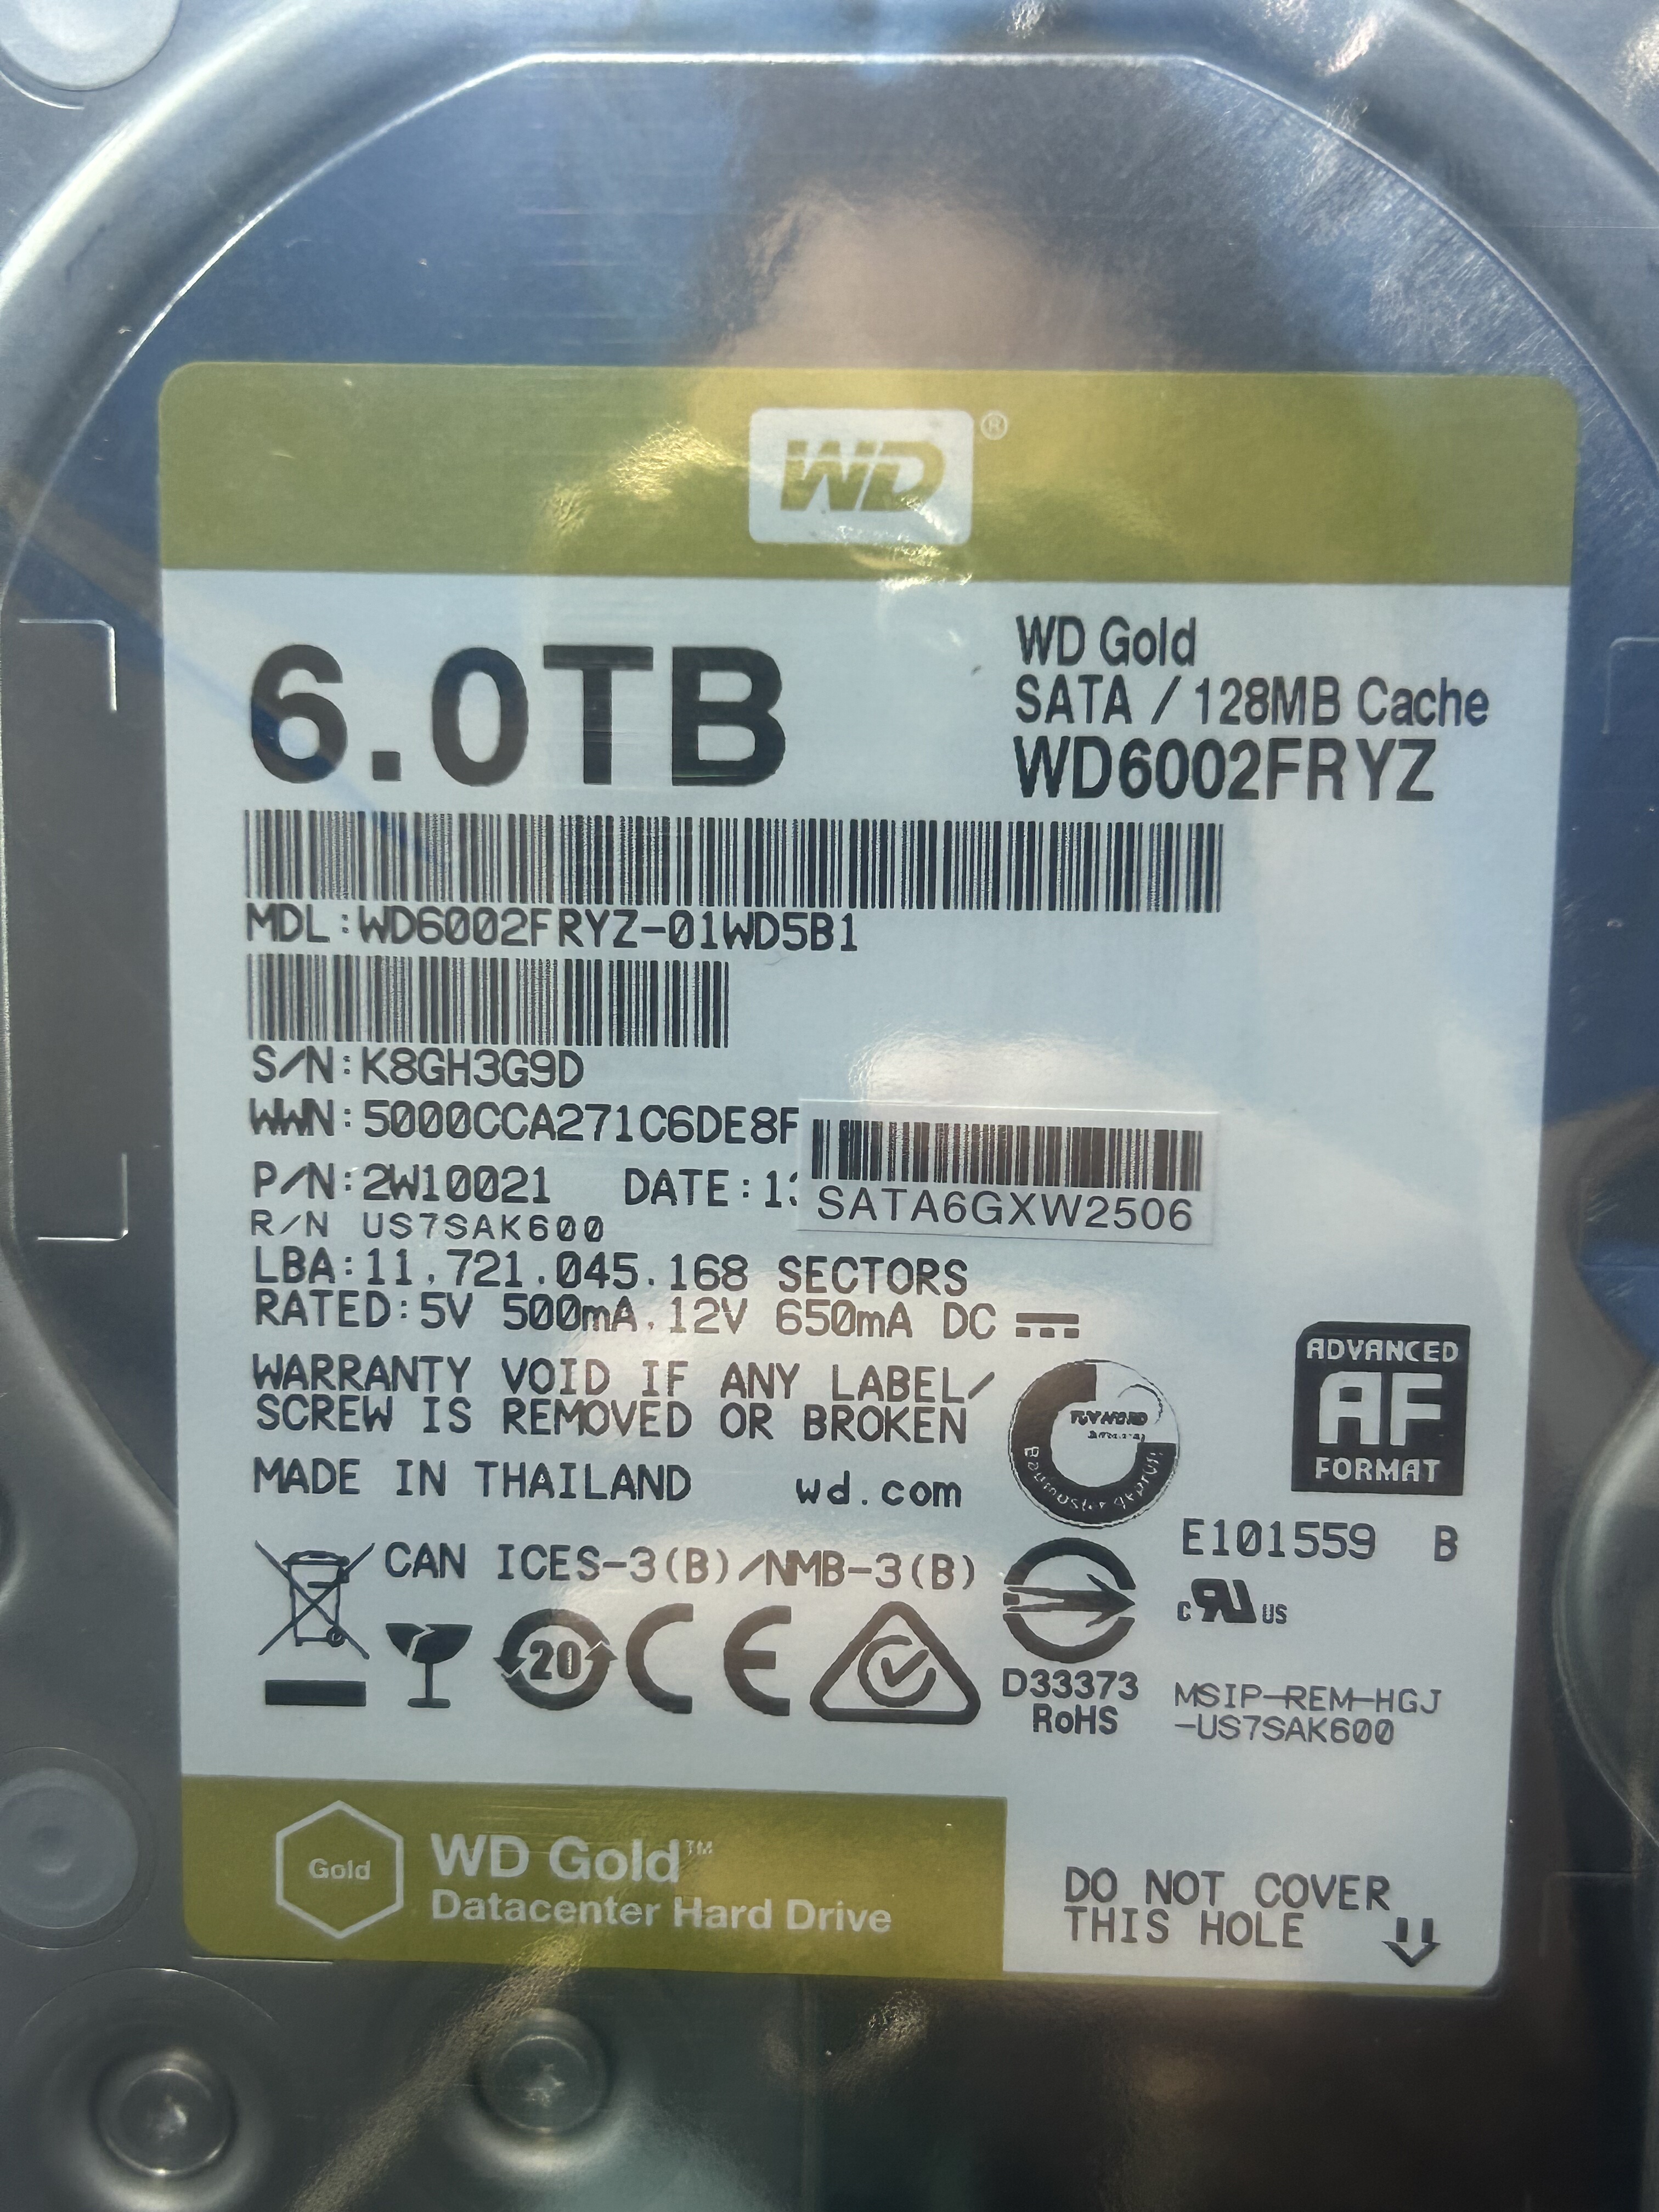 WD®
6.0TB
WD Gold
SATA / 128MB Cache
WD6002FRYZ
MDL:WD6002FRYZ-01WD5B1
S/N:K8GH3G9D
WWN:5000CCA271C6DE8F
P/N:2W10021 DATE:
SATA6GXW2506
R/N US7SAK600
LBA:11,721,045,168 SECTORS
RATED:5V 500mA,12V 650mA DC
WARRANTY VOID IF ANY LABEL/
SCREW IS REMOVED OR BROKEN
MADE IN THAILAND wd.com
ADVANCED
AF
FORMAT
E101559 B
CAN ICES-3(B)/NMB-3(B)
c RU US
20
CE
D33373
RoHS
MSIP-REM-HGJ
-US7SAK600
Gold
WD Gold™
Datacenter Hard Drive
DO NOT COVER
THIS HOLE